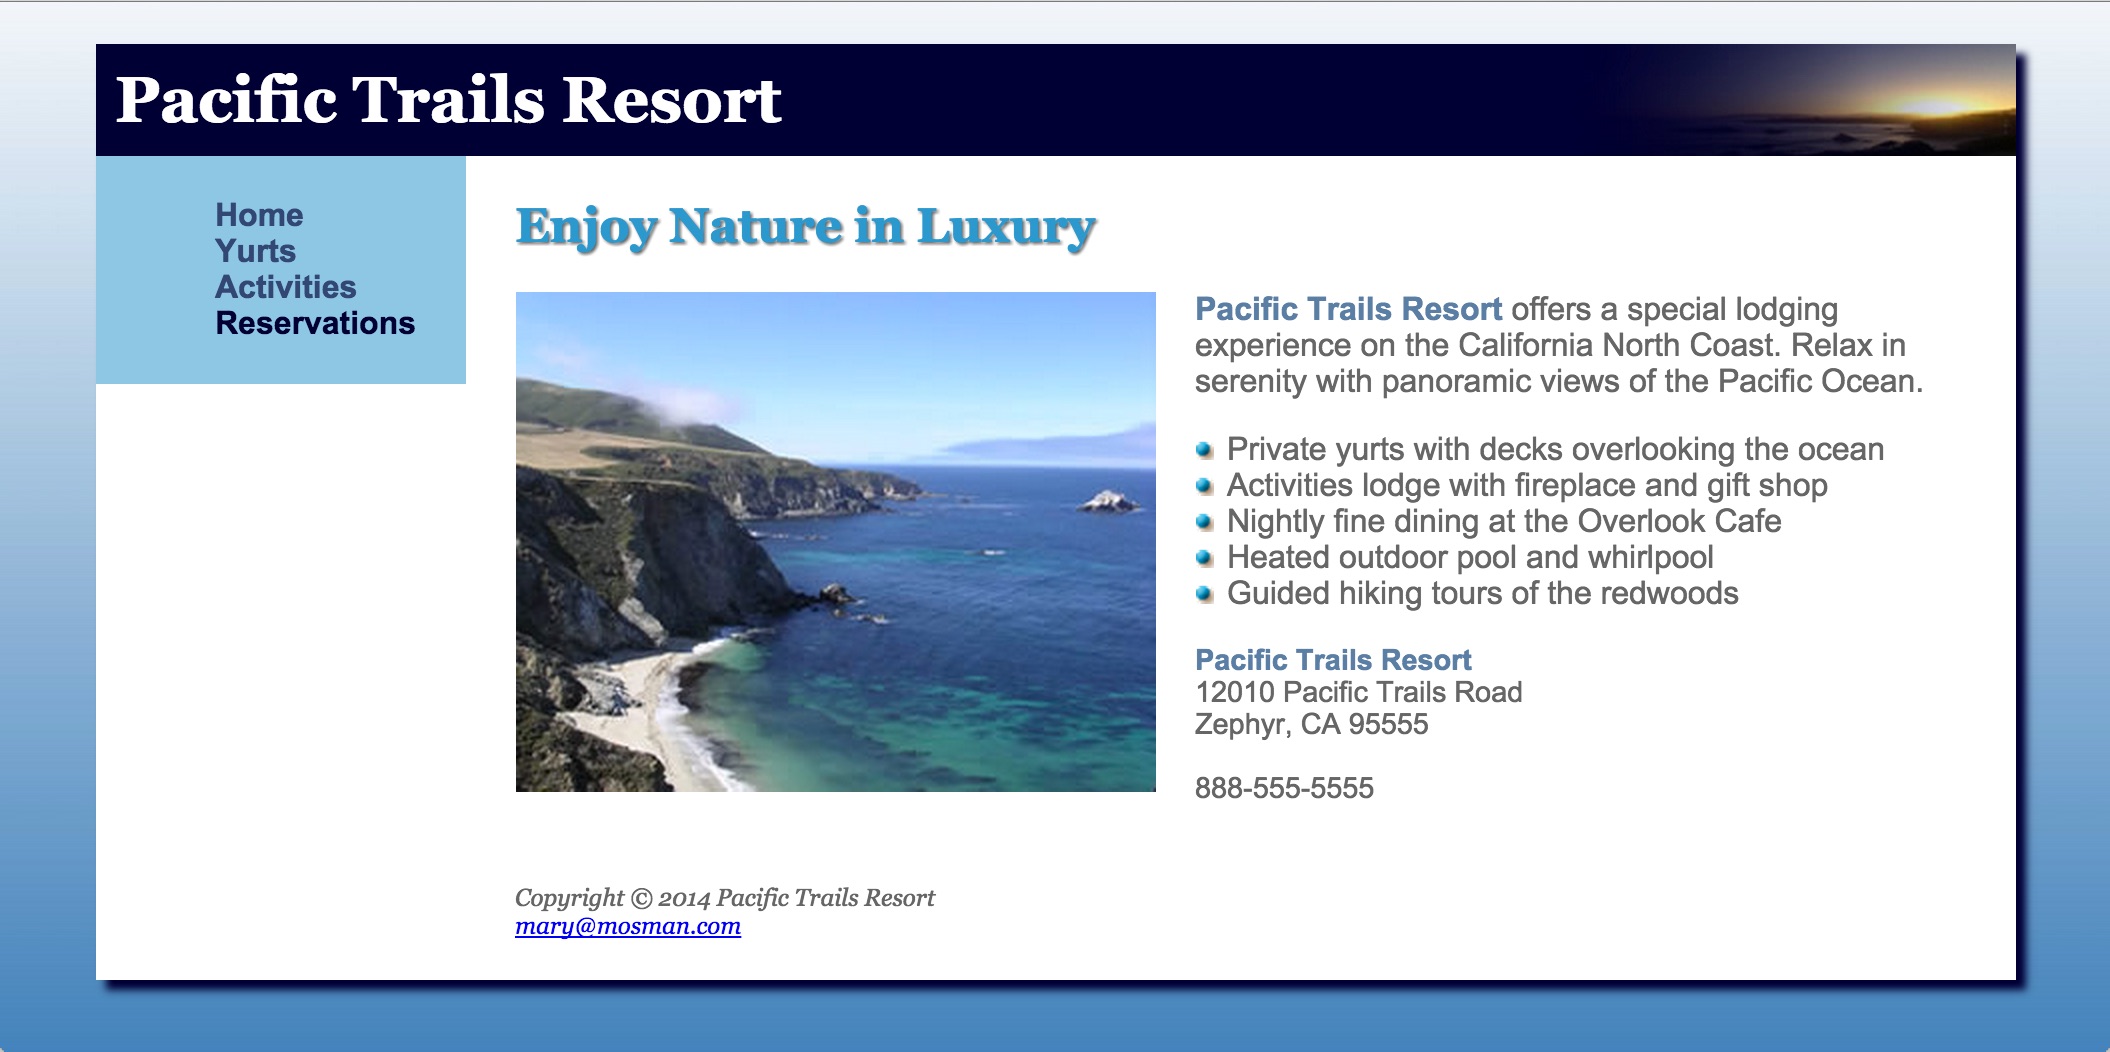 Pacific Trails Resort
Home
Yurts
Activities
Reservations
Enjoy Nature in Luxury
Pacific Trails Resort offers a special lodging
experience on the California North Coast. Relax in
serenity with panoramic views of the Pacific Ocean.
Private yurts with decks overlooking the ocean
Activities lodge with fireplace and gift shop
Nightly fine dining at the Overlook Cafe
Heated outdoor pool and whirlpool
Guided hiking tours of the redwoods
Pacific Trails Resort
12010 Pacific Trails Road
Zephyr, CA 95555
888-555-5555
Copyright © 2014 Pacific Trails Resort
mary@mosman.com